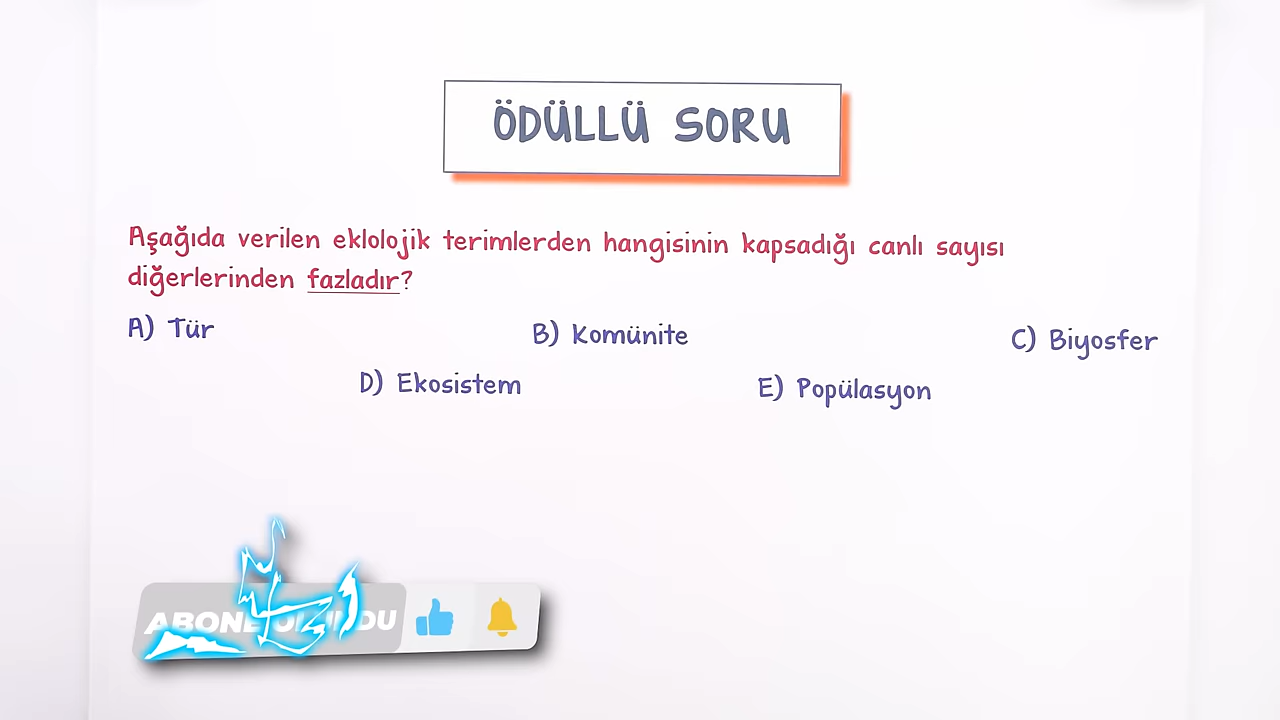 ÖDÜLLÜ SORU
Aşağıda verilen eklolojik terimlerden hangisinin kapsadığı canlı sayısı
diğerlerinden fazladır?
A) Tür B) Komünite C) Biyosfer
D) Ekosistem E) Popülasyon